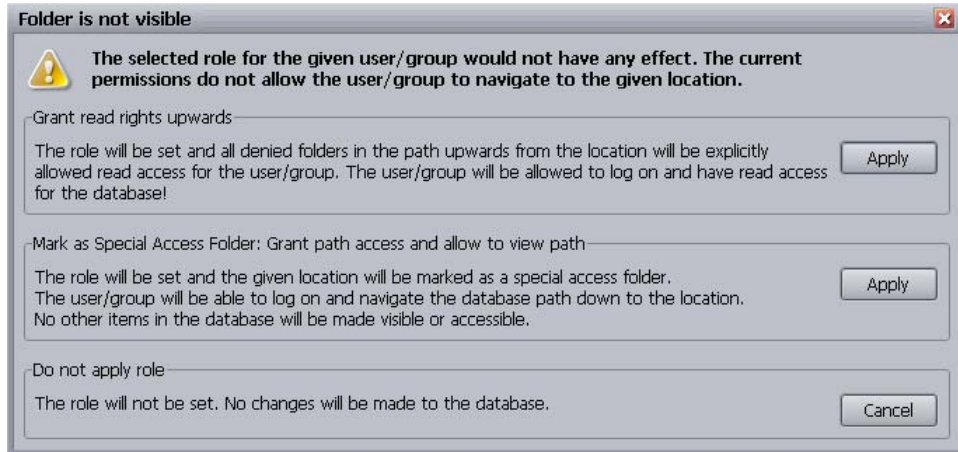 Folder is not visible
The selected role for the given user/group would not have any effect. The current
permissions do not allow the user/group to navigate to the given location.
Grant read rights upwards
The role will be set and all denied folders in the path upwards from the location will be explicitly
allowed read access for the user/group. The user/group will be allowed to log on and have read access
for the database!
Apply
Mark as Special Access Folder: Grant path access and allow to view path
The role will be set and the given location will be marked as a special access folder.
The user/group will be able to log on and navigate the database path down to the location.
No other items in the database will be made visible or accessible.
Apply
Do not apply role
The role will not be set. No changes will be made to the database.
Cancel